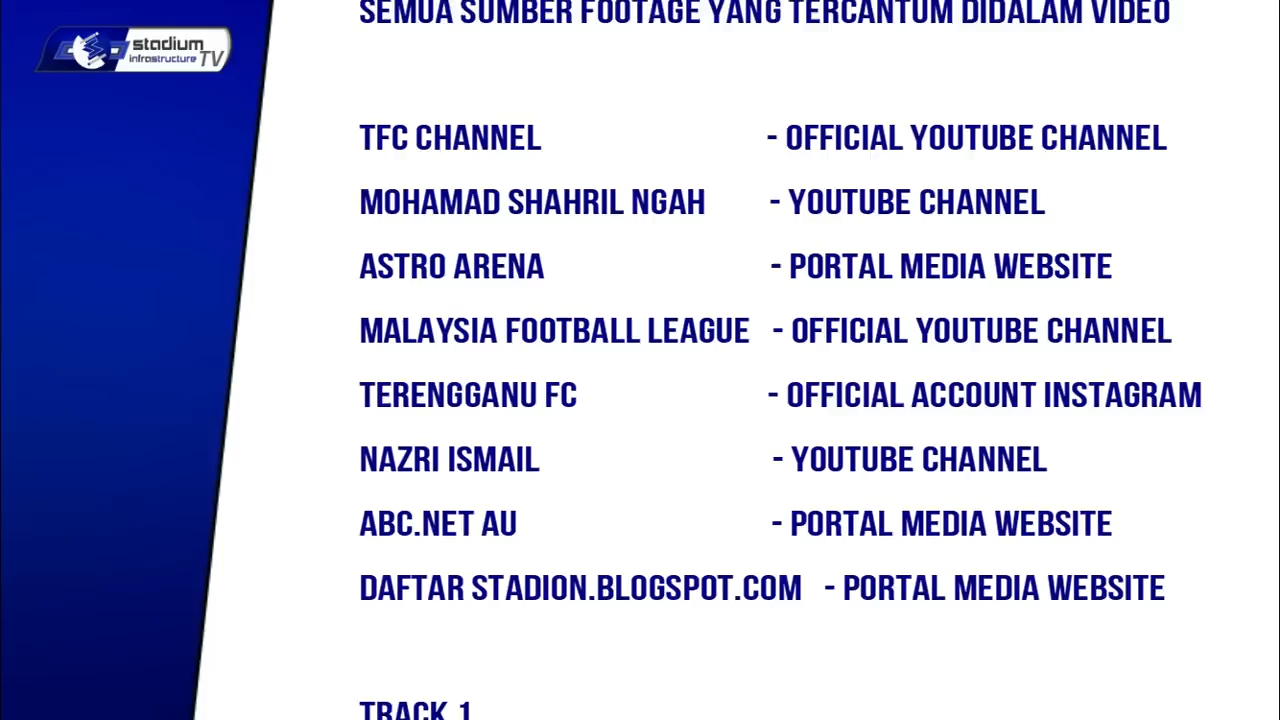 SEMUA SUMBER FOOTAGE YANG TERCANTUM DIDALAM VIDEO
stadium
infrastructure TV
TFC CHANNEL - OFFICIAL YOUTUBE CHANNEL
MOHAMAD SHAHRIL NGAH - YOUTUBE CHANNEL
ASTRO ARENA - PORTAL MEDIA WEBSITE
MALAYSIA FOOTBALL LEAGUE - OFFICIAL YOUTUBE CHANNEL
TERENGGANU FC - OFFICIAL ACCOUNT INSTAGRAM
NAZRI ISMAIL - YOUTUBE CHANNEL
ABC.NET AU - PORTAL MEDIA WEBSITE
DAFTAR STADION.BLOGSPOT.COM - PORTAL MEDIA WEBSITE
TRACK 1